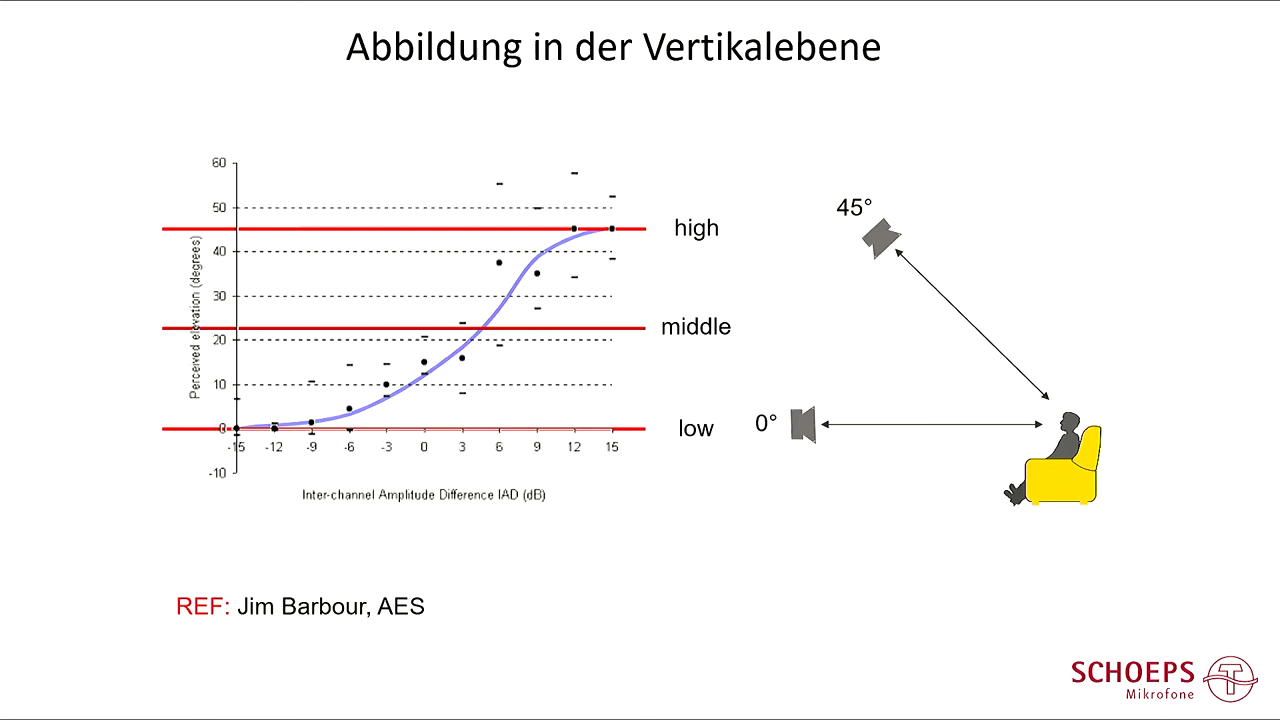 Abbildung in der Vertikalebene
60
50
40
30
20
10
0
-10
Perceived elevation (degrees)
-15 -12 -9 -6 -3 0 3 6 9 12 15
Inter-channel Amplitude Difference IAD (dB)
high
middle
low
45°
0°
REF: Jim Barbour, AES
SCHOEPS
Mikrofone